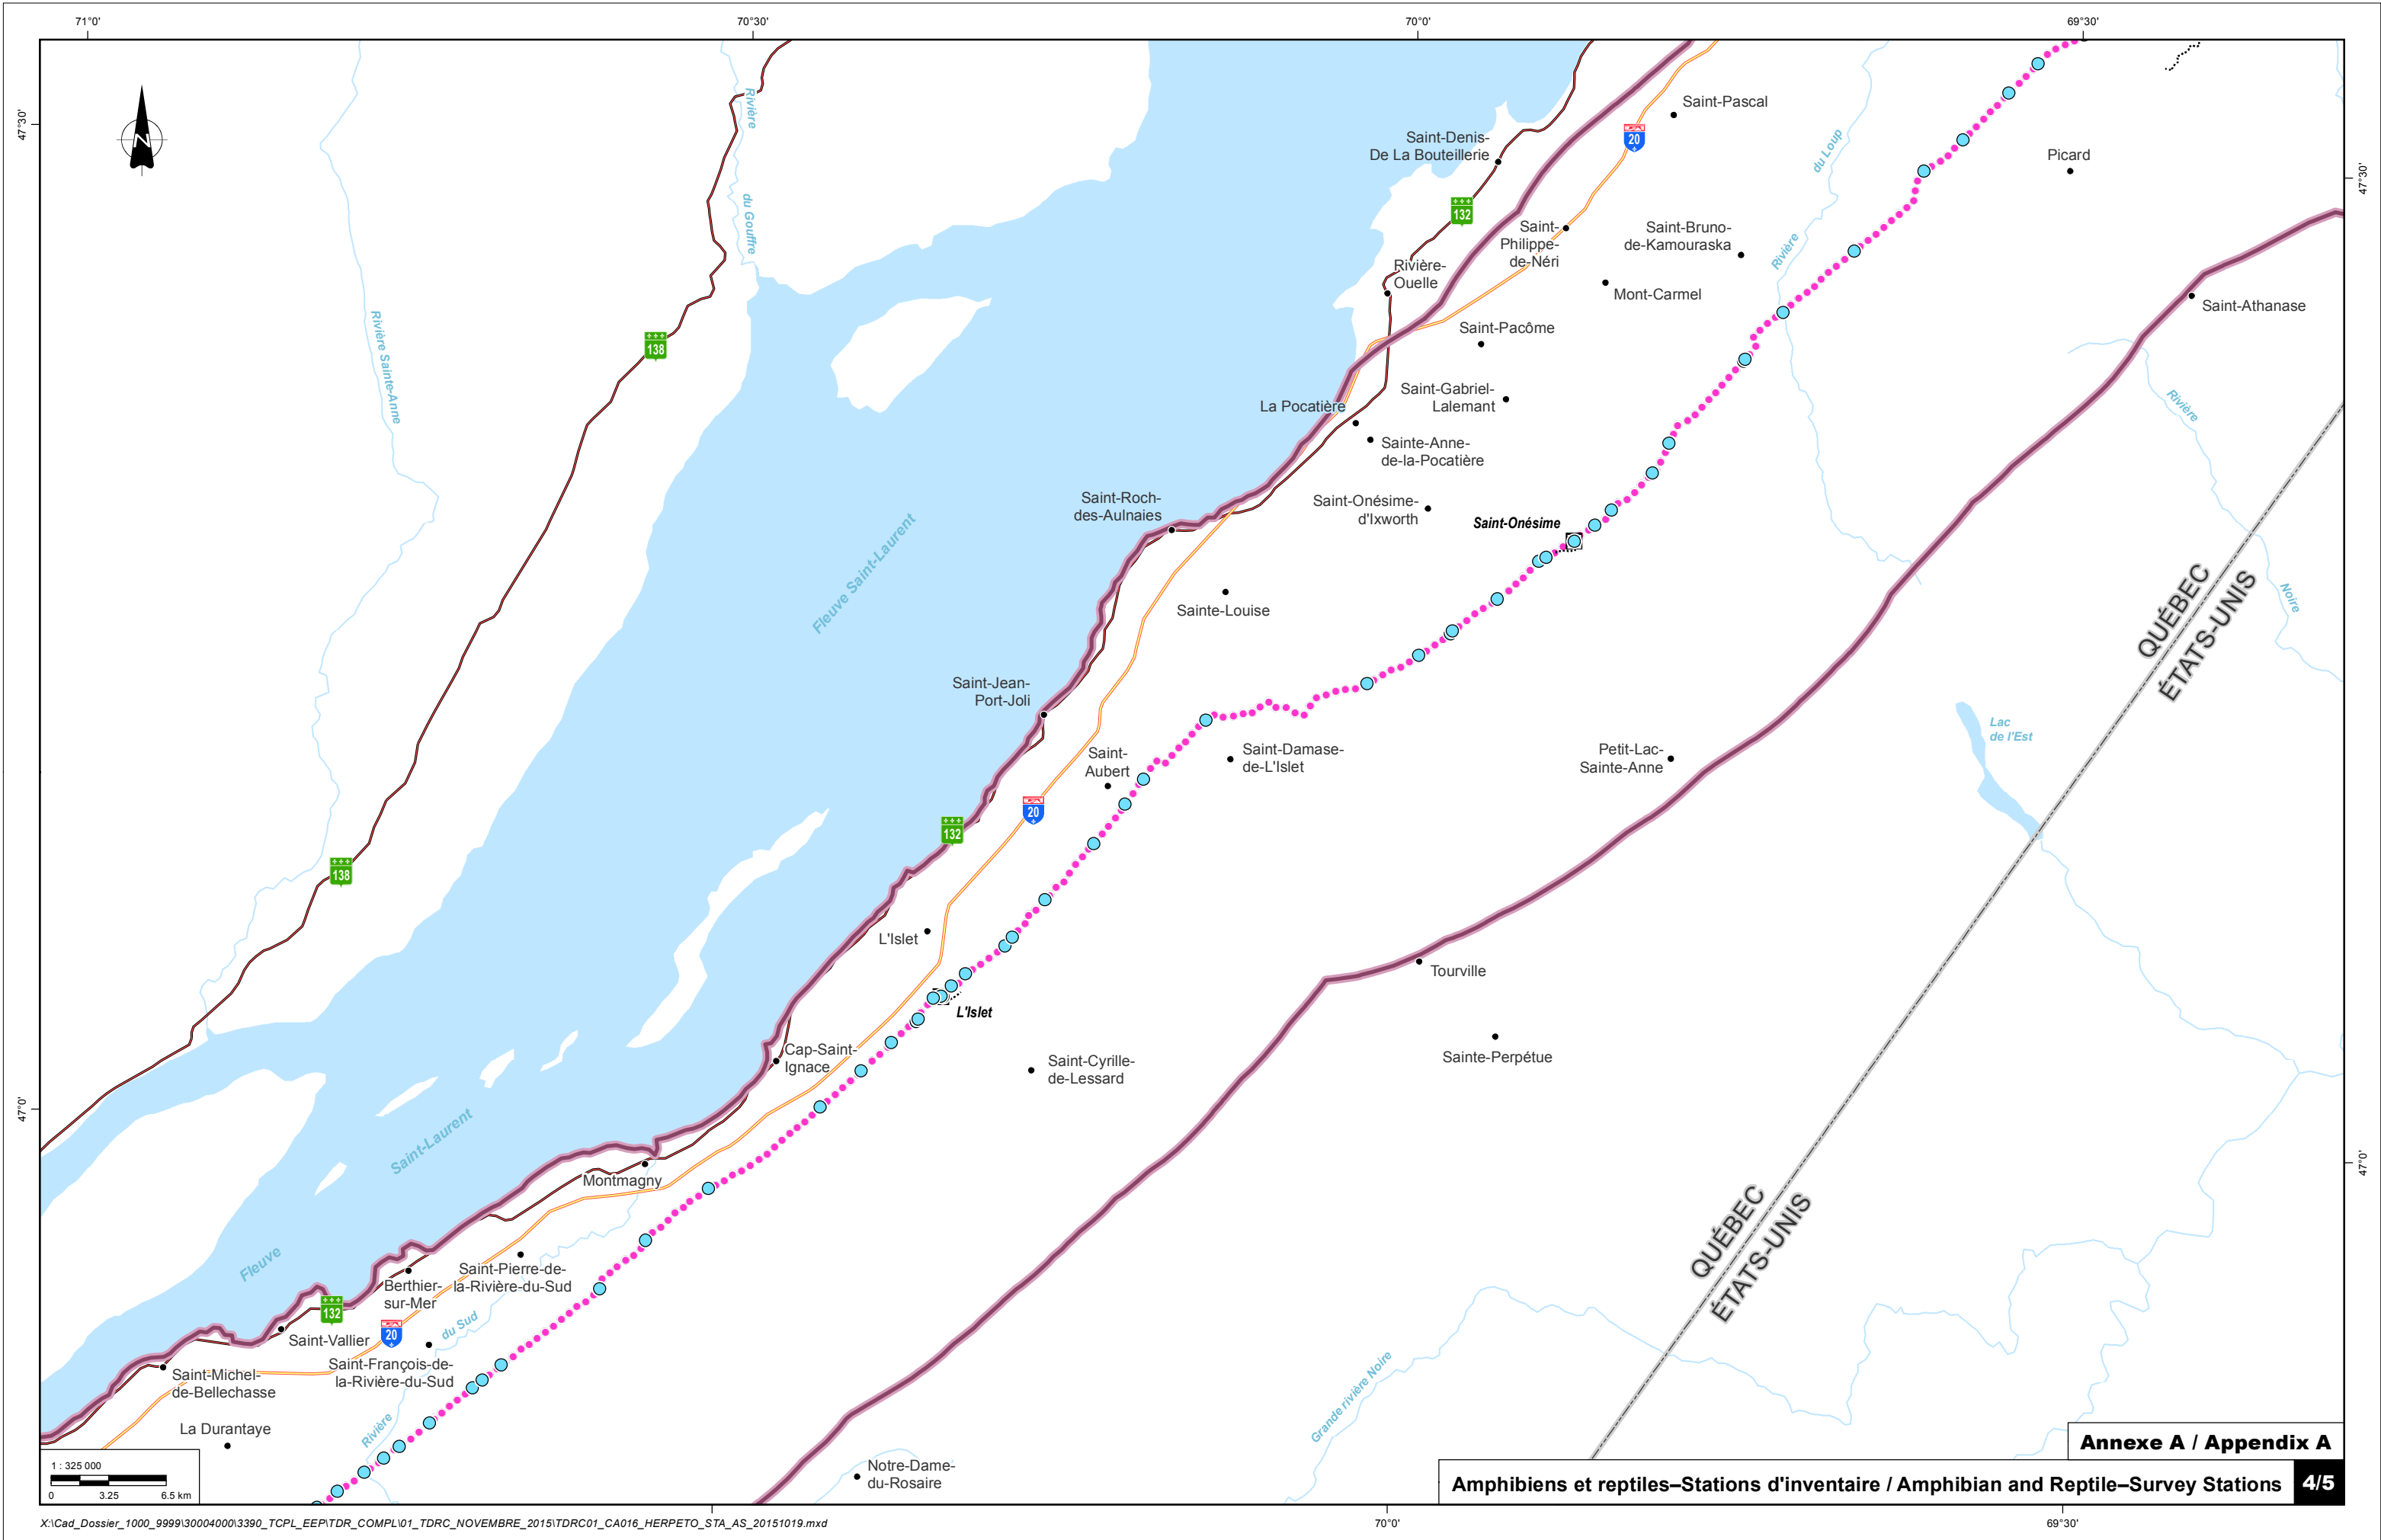 71°0'
70°30'
70°0'
69°30'
47°30'
47°30'
47°0'
47°0'
70°0'
69°30'
N
Rivière
du Gouffre
Rivière Sainte-Anne
138
138
Saint-Pascal
20
Saint-Denis-
De La Bouteillerie
132
Saint-
Philippe-
de-Néri
Saint-Bruno-
de-Kamouraska
du Loup
Rivière
Picard
Rivière-
Ouelle
Mont-Carmel
Saint-Athanase
Saint-Pacôme
Saint-Gabriel-
Lalemant
La Pocatière
Sainte-Anne-
de-la-Pocatière
Rivière
Noire
Saint-Roch-
des-Aulnaies
Saint-Onésime-
d'Ixworth
Saint-Onésime
Fleuve Saint-Laurent
Sainte-Louise
QUÉBEC
ÉTATS-UNIS
Saint-Jean-
Port-Joli
Saint-
Aubert
Saint-Damase-
de-L'Islet
Petit-Lac-
Sainte-Anne
Lac
de l'Est
132
20
L'Islet
L'Islet
Tourville
Sainte-Perpétue
Cap-Saint-
Ignace
Saint-Cyrille-
de-Lessard
Saint-Laurent
Fleuve
Montmagny
QUÉBEC
ÉTATS-UNIS
Saint-Pierre-de-
la-Rivière-du-Sud
Berthier-
sur-Mer
132
20
du Sud
Saint-Vallier
Saint-François-de-
la-Rivière-du-Sud
Saint-Michel-
de-Bellechasse
La Durantaye
Rivière
Grande rivière Noire
Notre-Dame-
du-Rosaire
1 : 325 000
0 3.25 6.5 km
Annexe A / Appendix A
Amphibiens et reptiles–Stations d'inventaire / Amphibian and Reptile–Survey Stations 4/5
X:\Cad_Dossier_1000_9999\30004000\3390_TCPL_EEP\TDR_COMPL\01_TDRC_NOVEMBRE_2015\TDRC01_CA016_HERPETO_STA_AS_20151019.mxd